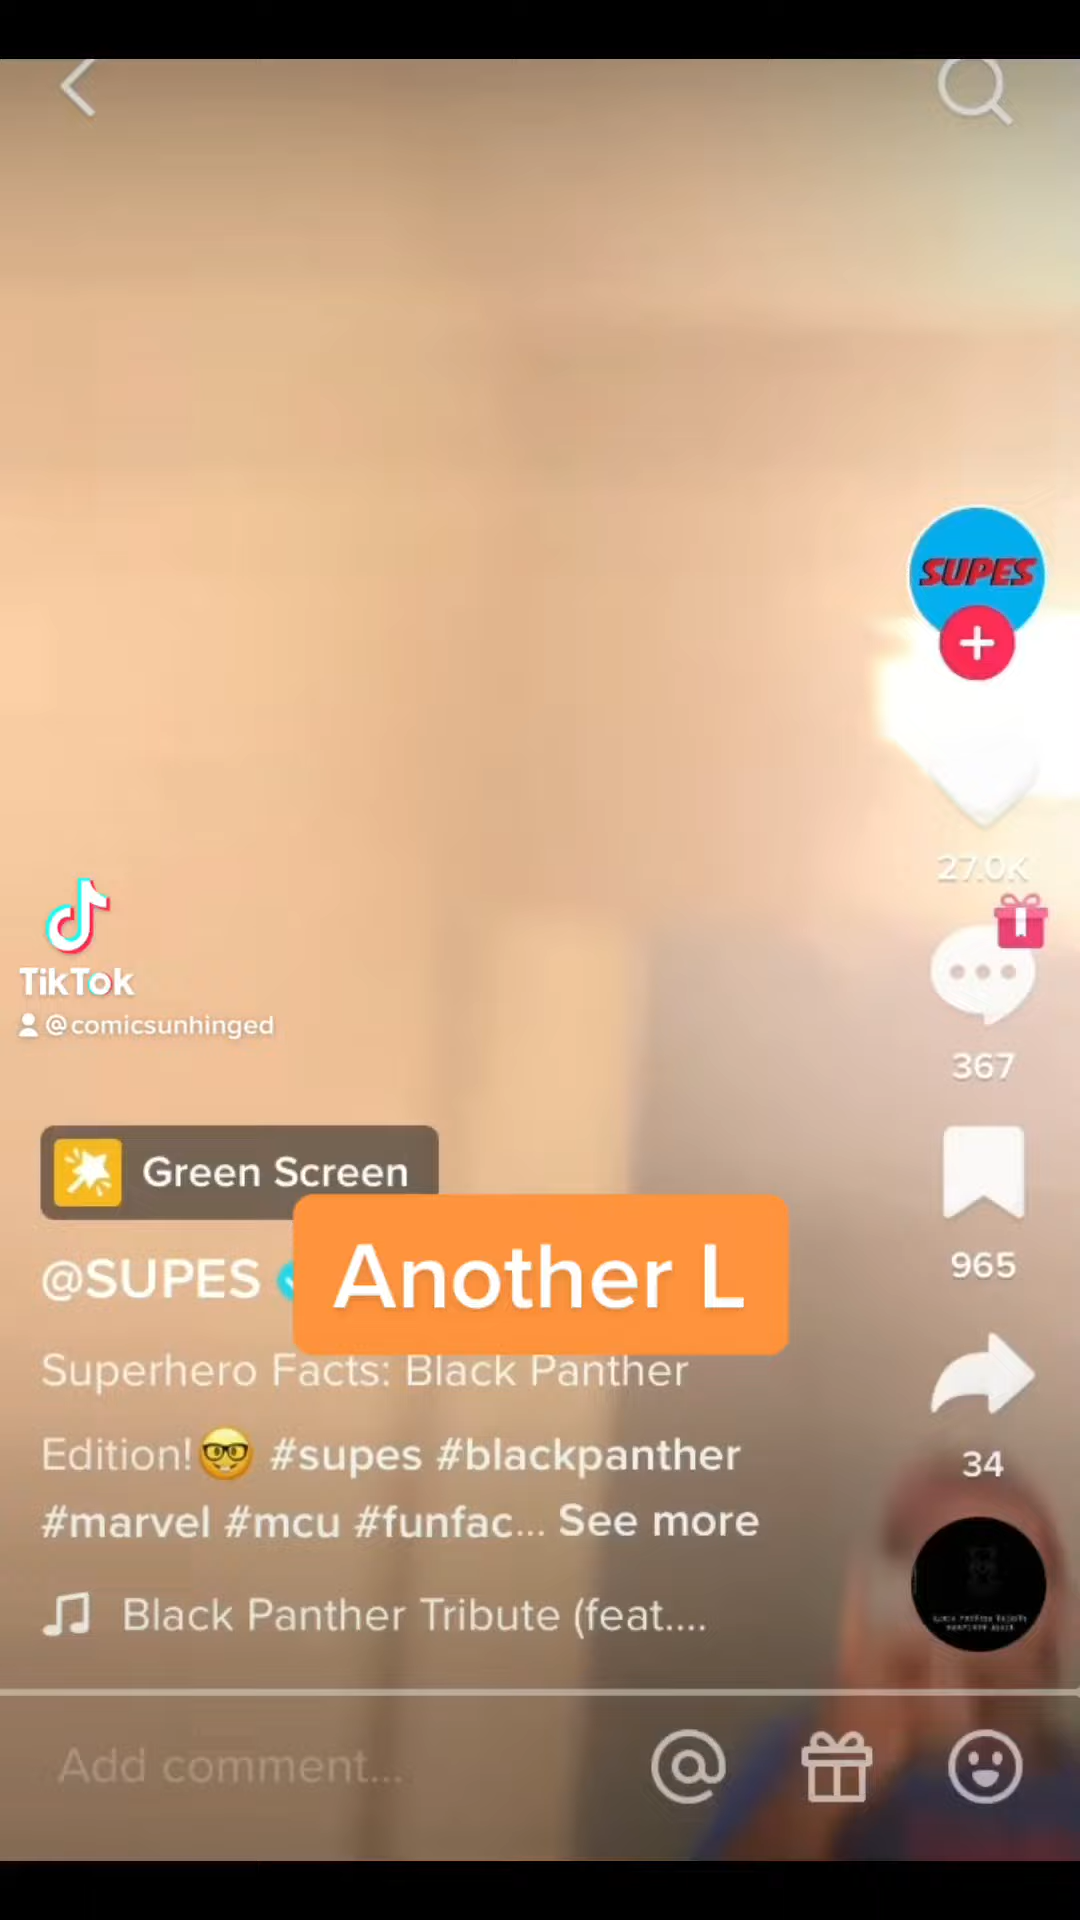 SUPES
27.0K
TikTok
@comicsunhinged
367
Green Screen
965
@SUPES
Another L
Superhero Facts: Black Panther
Edition!🤓 #supes #blackpanther
#marvel #mcu #funfac... See more
34
Black Panther Tribute (feat....
Add comment...